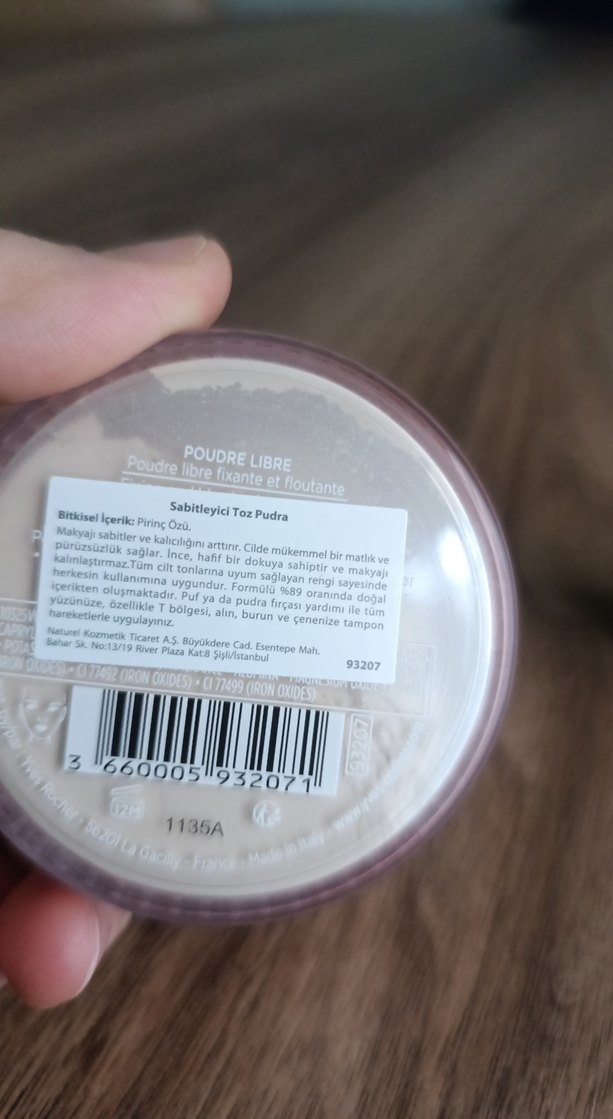 POUDRE LIBRE
Poudre libre fixante et floutante
Sabitleyici Toz Pudra
Bitkisel İçerik: Pirinç Özü.
Makyajı sabitler ve kalıcılığını arttırır. Cilde mükemmel bir matlık ve
pürüzsüzlük sağlar. İnce, hafif bir dokuya sahiptir ve makyajı
kalınlaştırmaz.Tüm cilt tonlarına uyum sağlayan rengi sayesinde
herkesin kullanımına uygundur. Formülü %89 oranında doğal
içerikten oluşmaktadır. Puf ya da pudra fırçası yardımı ile tüm
yüzünüze, özellikle T bölgesi, alın, burun ve çenenize tampon
hareketlerle uygulayınız.
Naturel Kozmetik Ticaret A.Ş. Büyükdere Cad. Esentepe Mah.
Bahar Sk. No:13/19 River Plaza Kat:8 Şişli/İstanbul
93207
MAGNESIUM OXIDE
(IRON OXIDES) • CI 77492 (IRON OXIDES) • CI 77499 (IRON OXIDES)
93207
3 660005 932071
12M
1135A
Yves Rocher - 56201 La Gacilly - France - Made in Italy